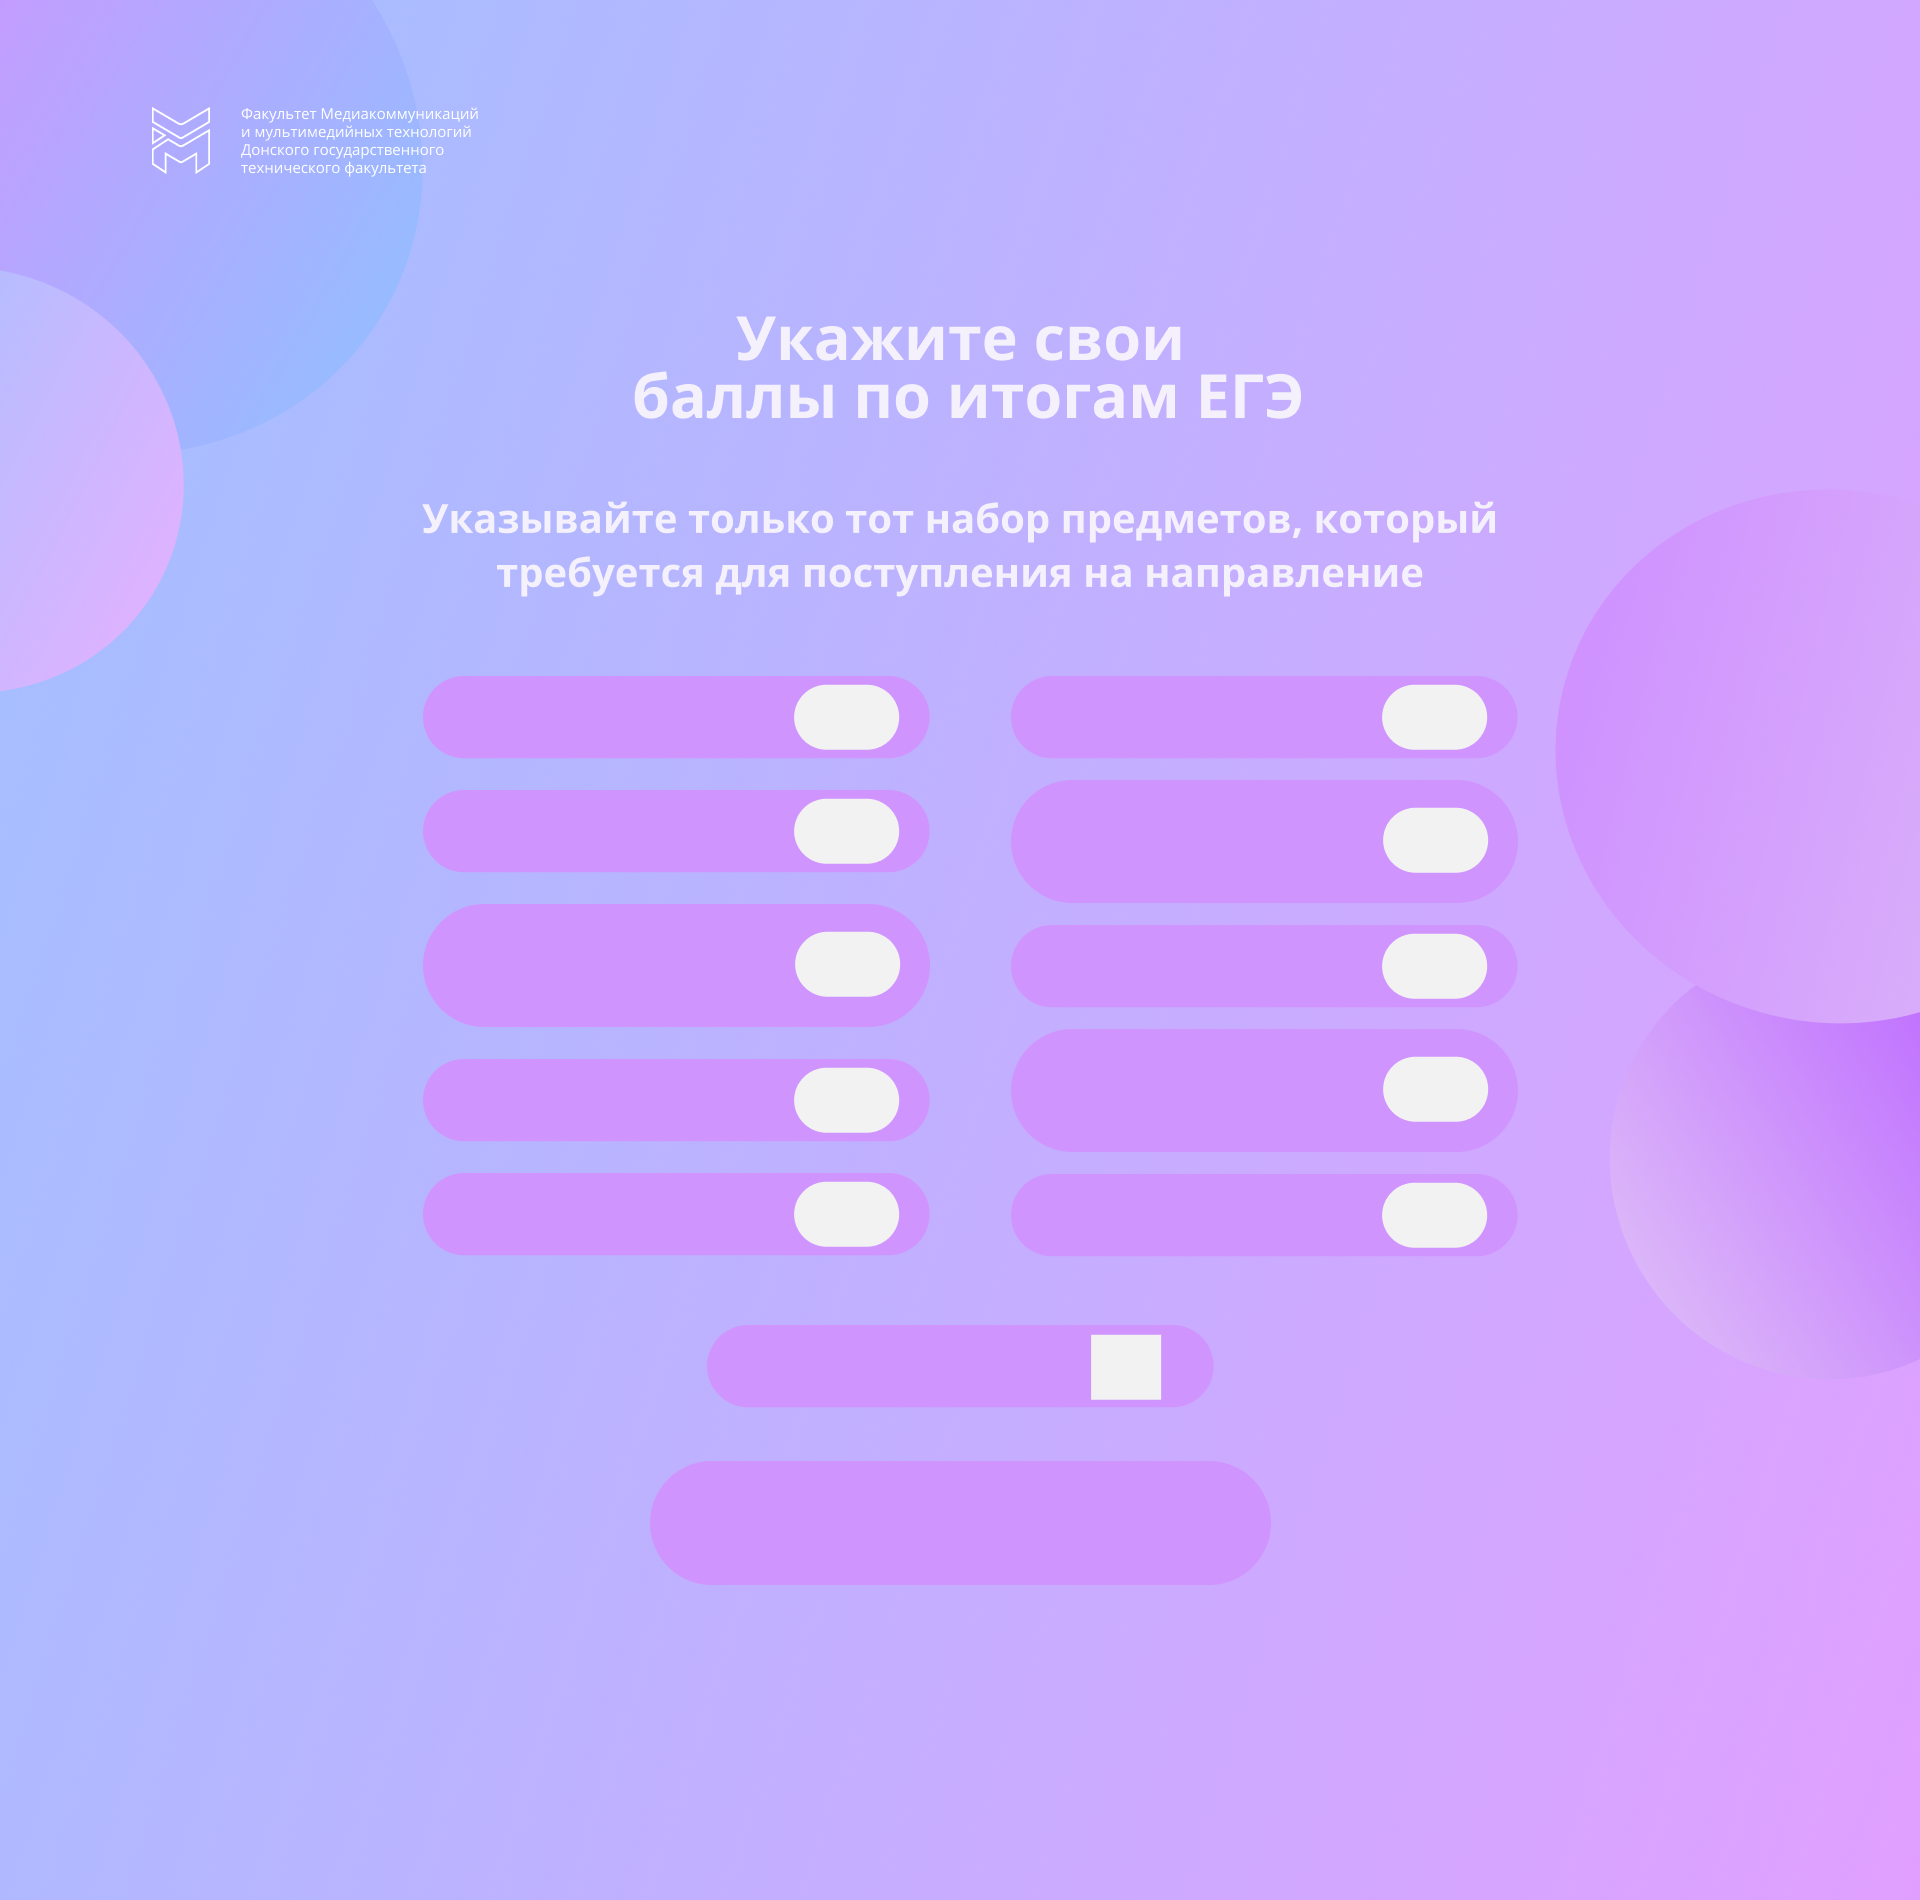 Факультет Медиакоммуникаций
и мультимедийных технологий
Донского государственного
технического факультета
Укажите свои
баллы по итогам ЕГЭ
Указывайте только тот набор предметов, который
требуется для поступления на направление